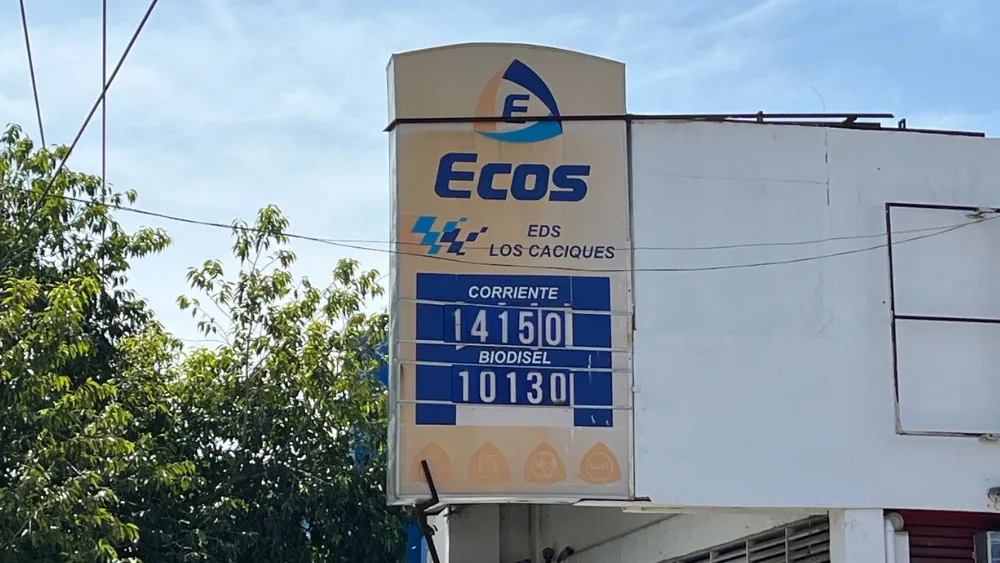 E
Ecos
EDS
LOS CACIQUES
CORRIENTE
14150
BIODISEL
10130